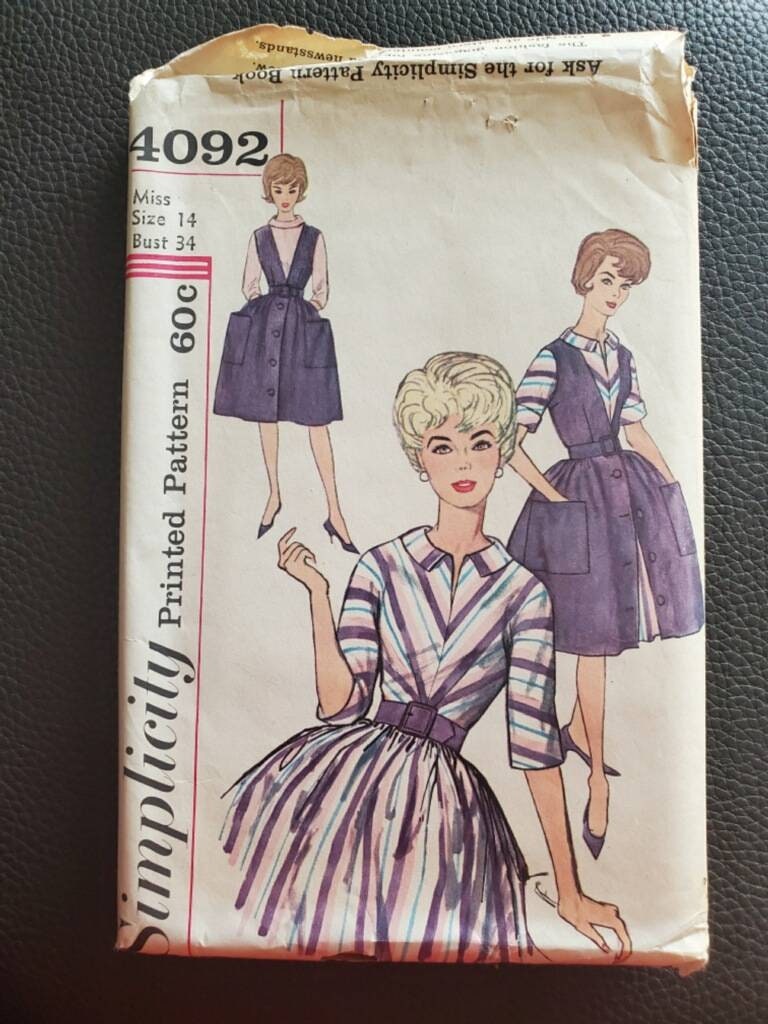 newsstands.
Ask for the Simplicity Pattern Book
4092
Miss
Size 14
Bust 34
Simplicity Printed Pattern 60c